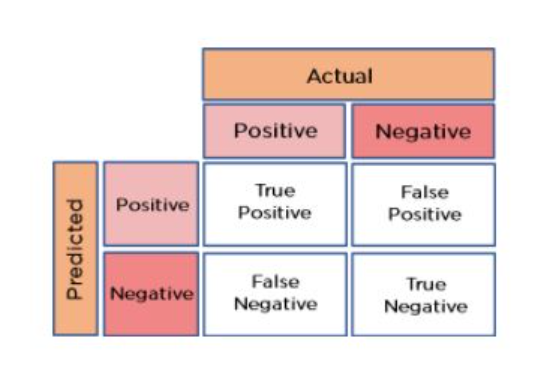 Actual
Positive Negative
Predicted
Positive
True
Positive
False
Positive
Negative
False
Negative
True
Negative